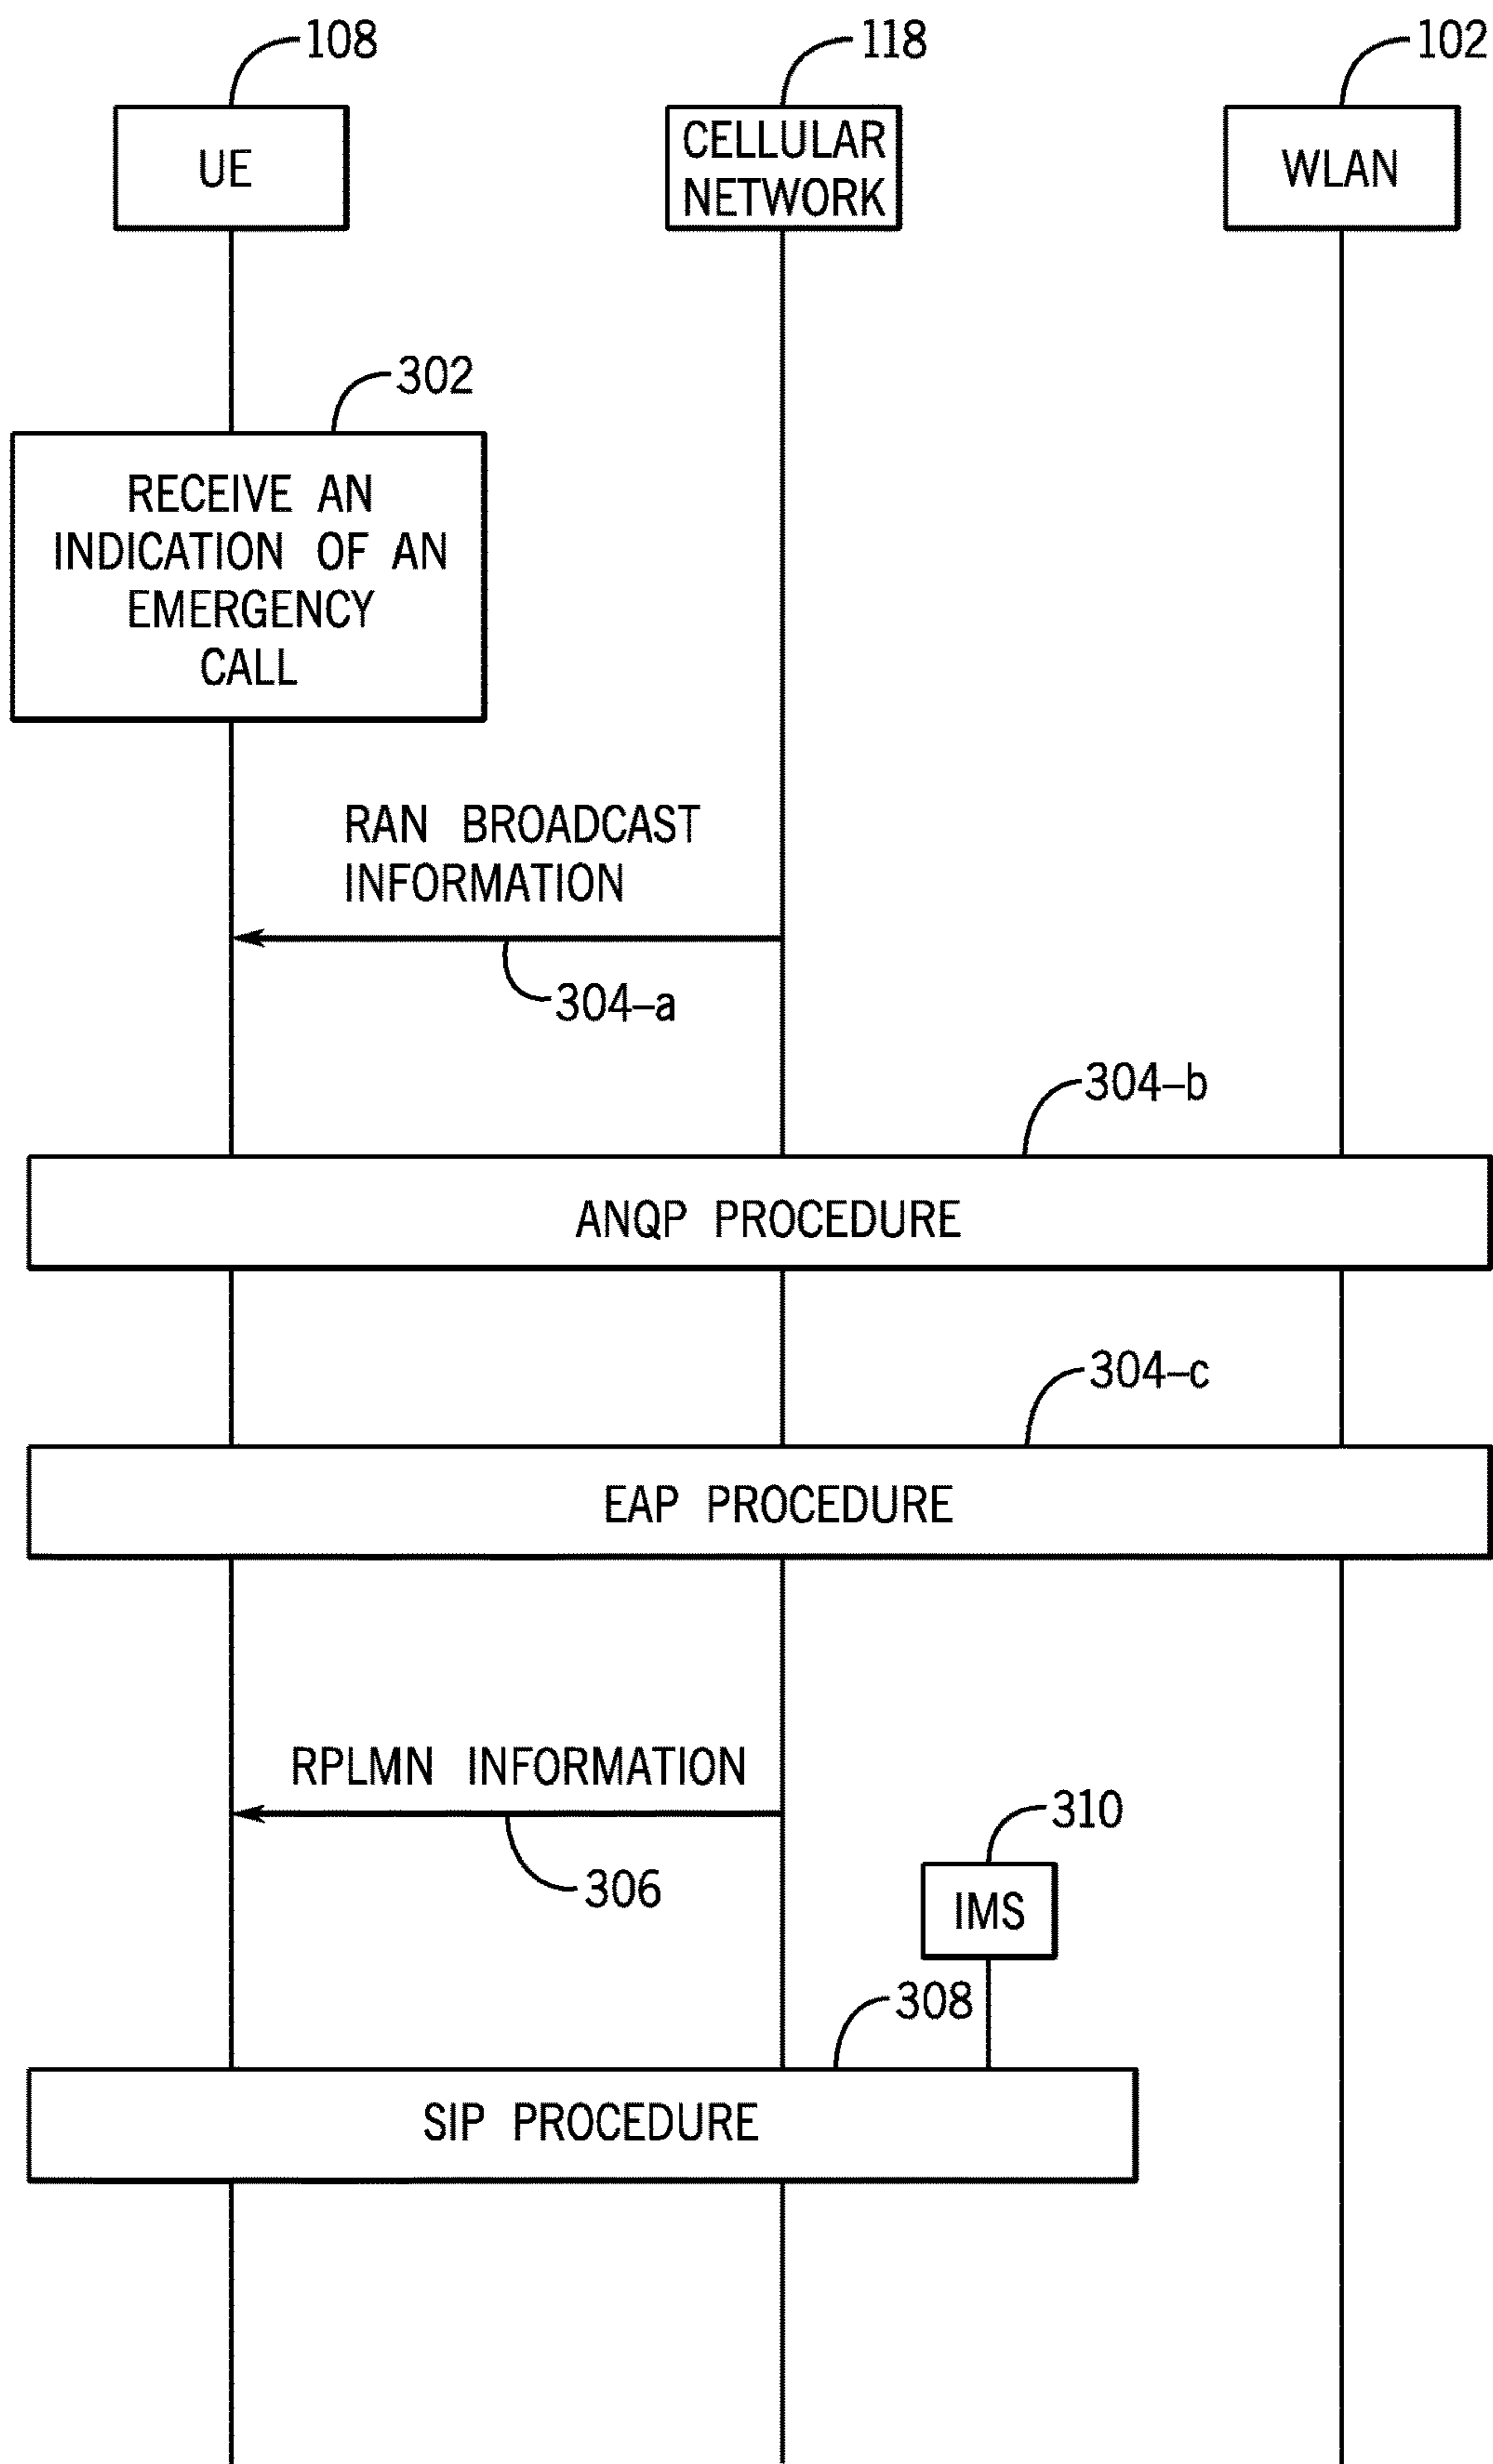 108
118
102
UE
CELLULAR
NETWORK
WLAN
302
RECEIVE AN
INDICATION OF AN
EMERGENCY
CALL
RAN BROADCAST
INFORMATION
304-a
304-b
ANQP PROCEDURE
304-c
EAP PROCEDURE
RPLMN INFORMATION
310
306
IMS
308
SIP PROCEDURE